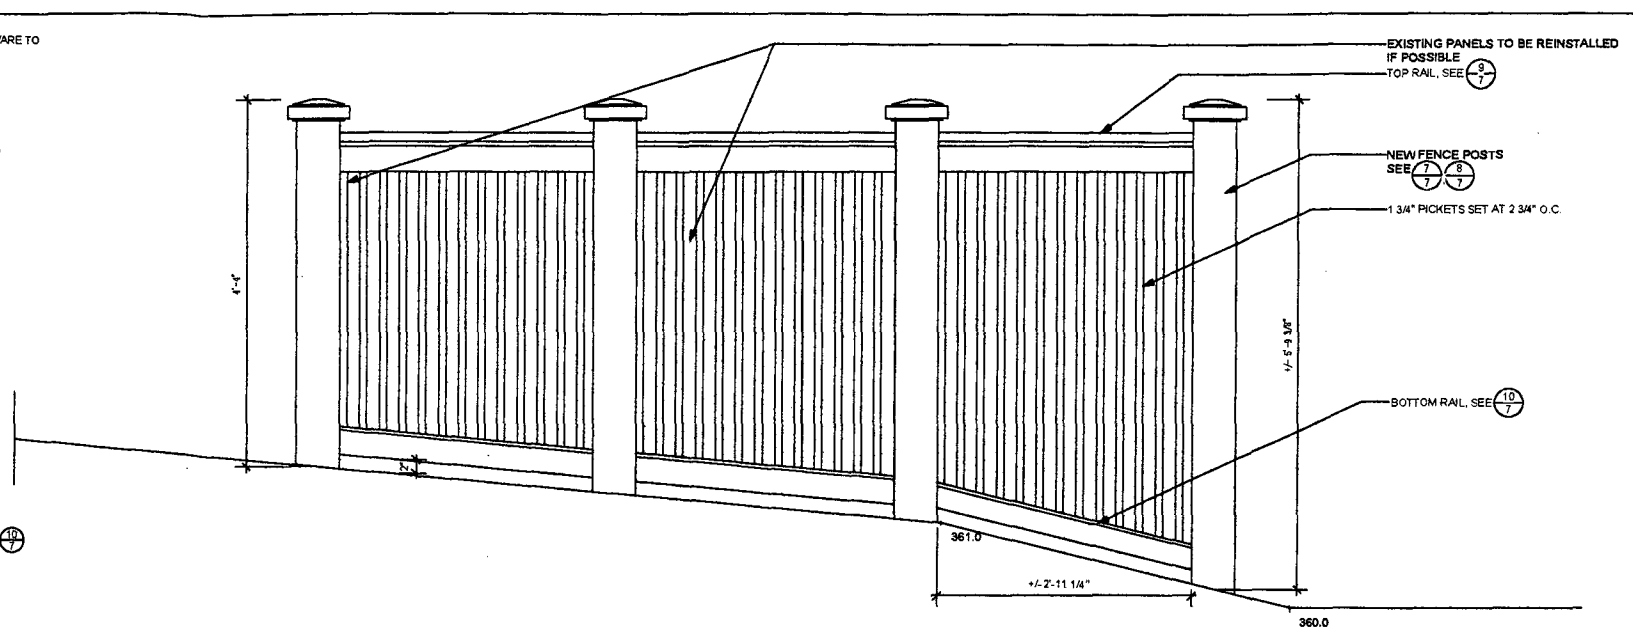 ARE TO
EXISTING PANELS TO BE REINSTALLED
IF POSSIBLE
TOP RAIL, SEE 9
7
NEW FENCE POSTS
SEE 7 8
7 7
1 3/4" PICKETS SET AT 2 3/4" O.C.
4'-4"
+/- 5'-9 3/8"
BOTTOM RAIL, SEE 10
7
2"
10
7
361.0
+/- 2'-11 1/4"
360.0